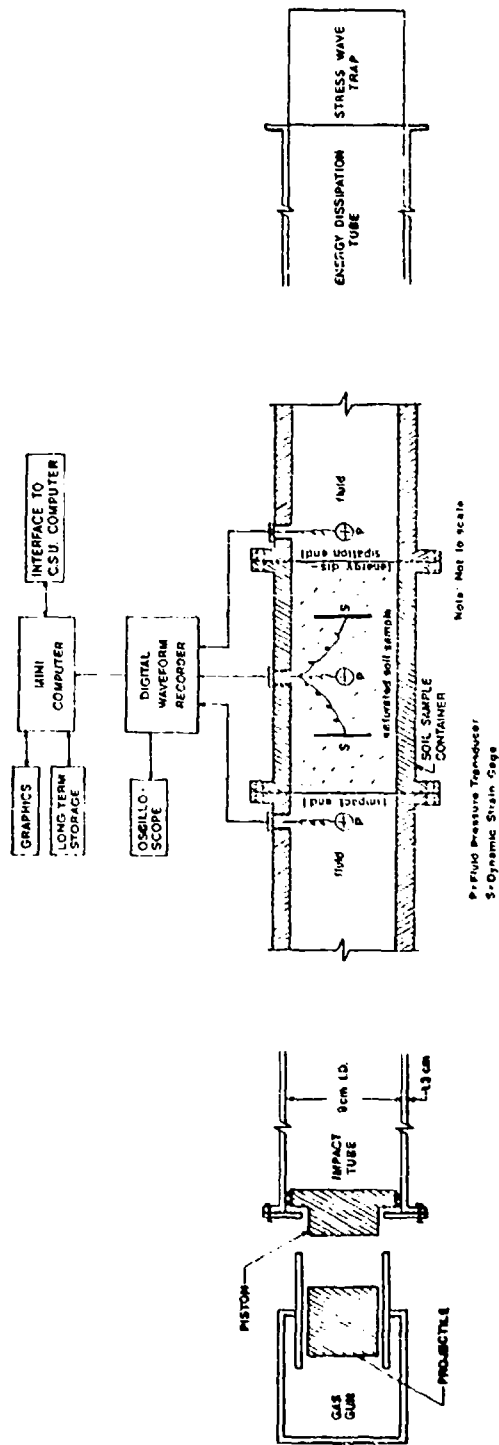 GRAPHICS
LONG TERM
STORAGE
MINI
COMPUTER
INTERFACE TO
C.S.U. COMPUTER
OSCILLO-
SCOPE
DIGITAL
WAVEFORM
RECORDER
PISTON
GAS
GUN
PROJECTILE
IMPACT
TUBE
9cm I.D.
1.3 cm
fluid
P
(impact end)
S
P
S
saturated soil sample
(energy dis-
sipation end)
P
fluid
SOIL SAMPLE
CONTAINER
ENERGY DISSIPATION
TUBE
STRESS WAVE
TRAP
P=Fluid Pressure Transducer
S=Dynamic Strain Gage
Note: Not to scale